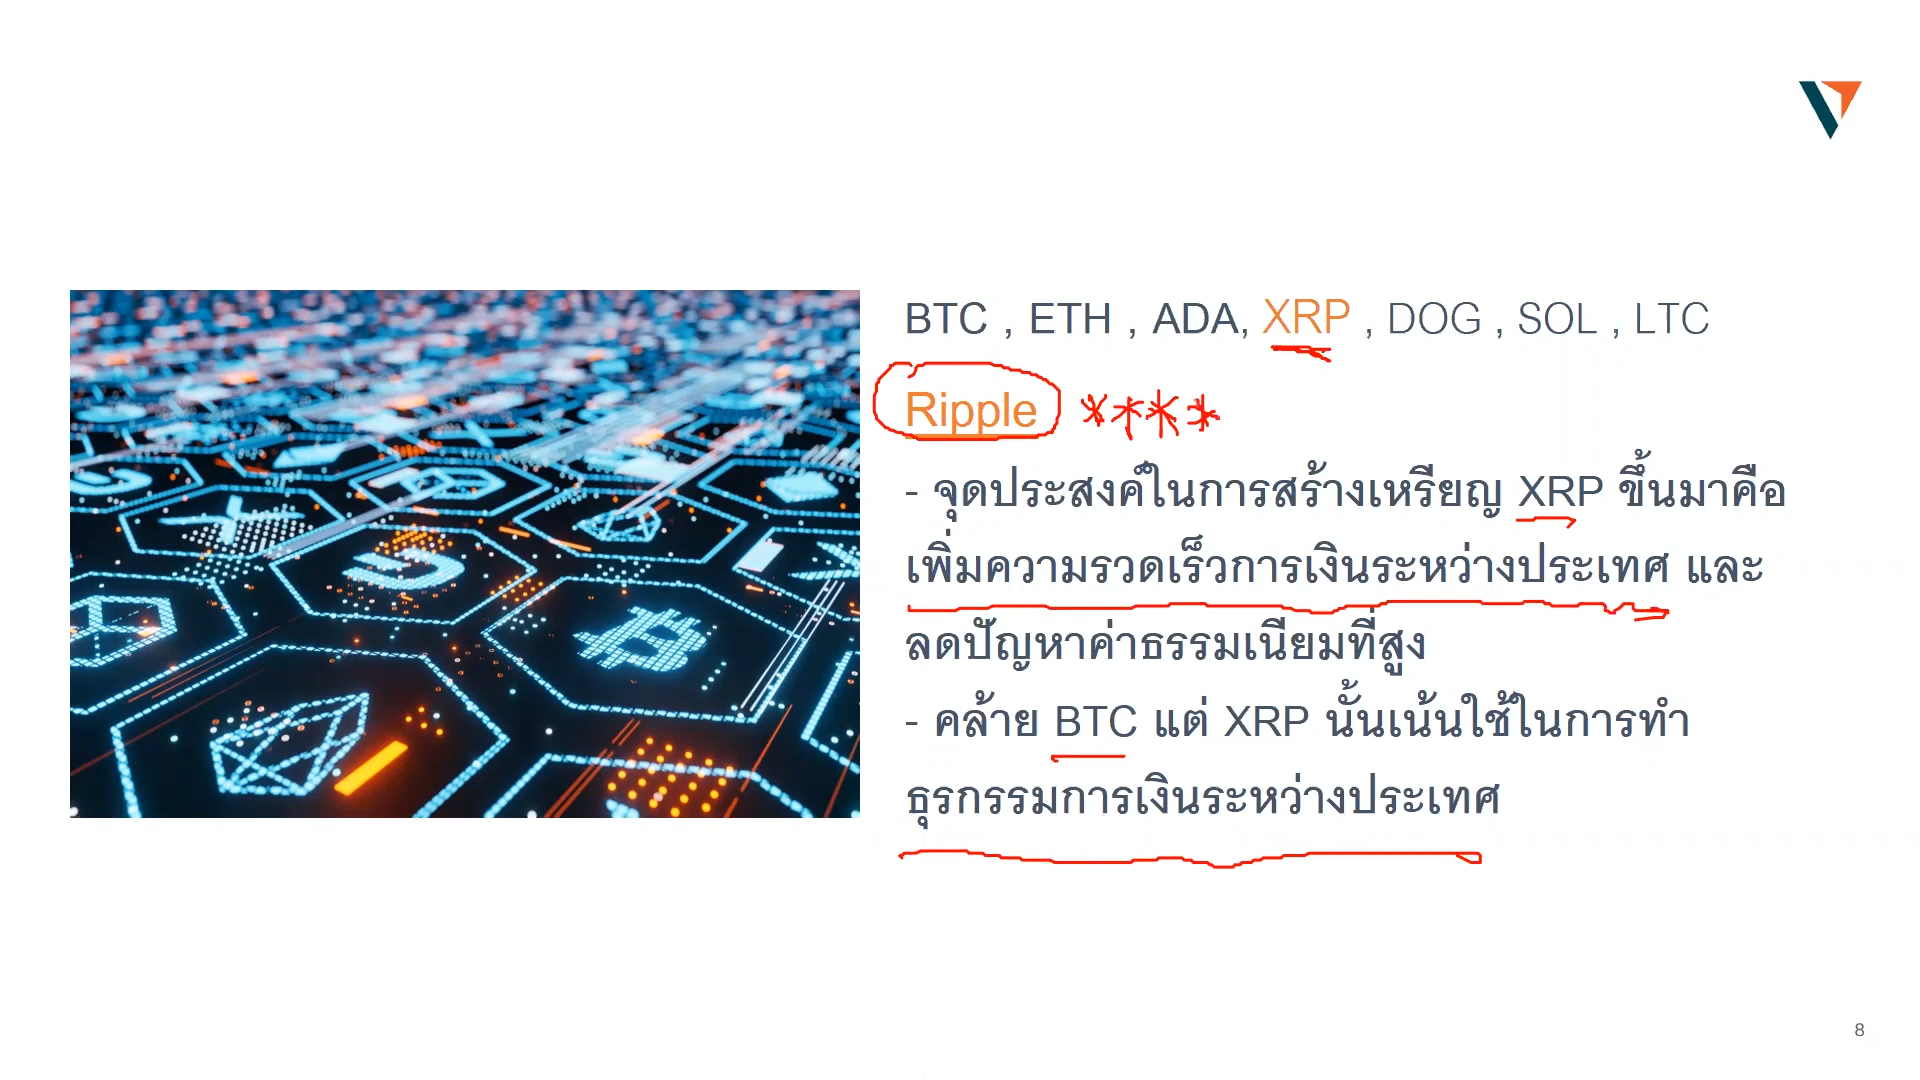 BTC , ETH , ADA, XRP , DOG , SOL , LTC
Ripple ****
- จุดประสงค์ในการสร้างเหรียญ XRP ขึ้นมาคือ
เพิ่มความรวดเร็วการเงินระหว่างประเทศ และ
ลดปัญหาค่าธรรมเนียมที่สูง
- คล้าย BTC แต่ XRP นั้นเน้นใช้ในการทำ
ธุรกรรมการเงินระหว่างประเทศ
8